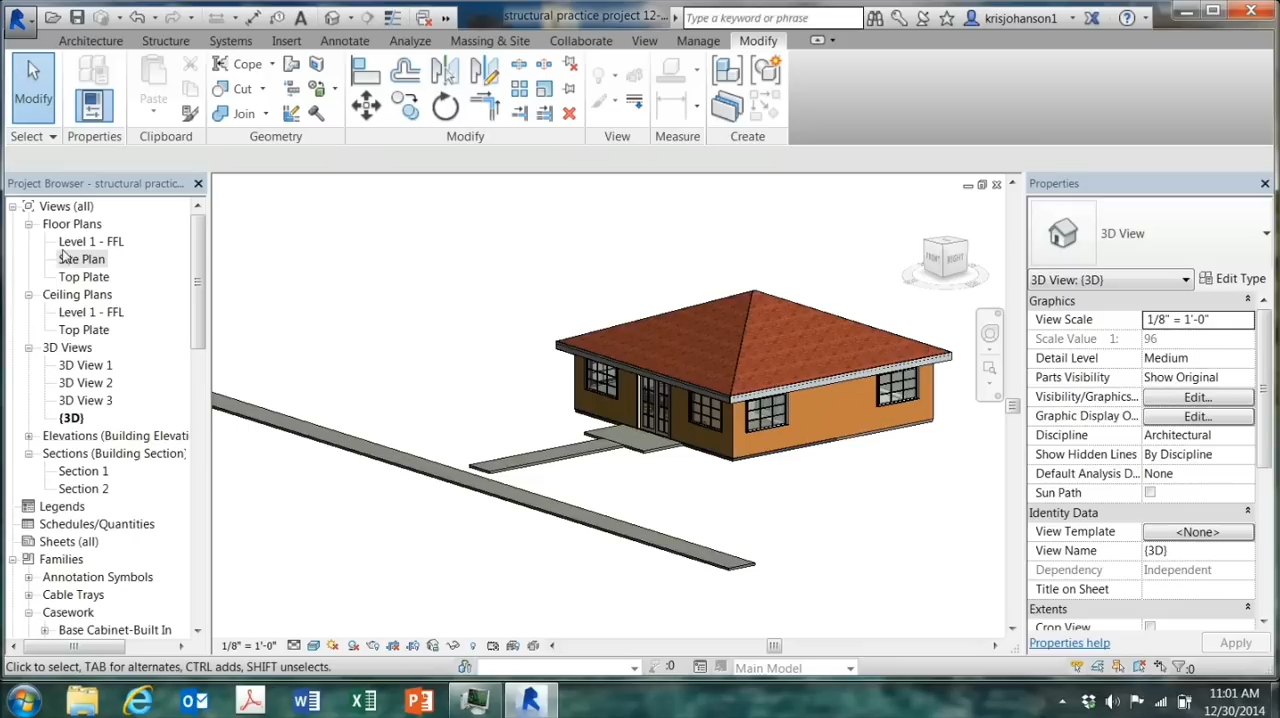 structural practice project 12-...
Type a keyword or phrase
krisjohanson1
Architecture Structure Systems Insert Annotate Analyze Massing & Site Collaborate View Manage Modify
Modify
Paste
Cope
Cut
Join
Select Properties Clipboard Geometry Modify View Measure Create
Project Browser - structural practic...
Views (all)
Floor Plans
Level 1 - FFL
Site Plan
Top Plate
Ceiling Plans
Level 1 - FFL
Top Plate
3D Views
3D View 1
3D View 2
3D View 3
{3D}
Elevations (Building Elevati
Sections (Building Section)
Section 1
Section 2
Legends
Schedules/Quantities
Sheets (all)
Families
Annotation Symbols
Cable Trays
Casework
Base Cabinet-Built In
FRONT RIGHT
Properties
3D View
3D View: {3D} Edit Type
Graphics
View Scale 1/8" = 1'-0"
Scale Value 1: 96
Detail Level Medium
Parts Visibility Show Original
Visibility/Graphics... Edit...
Graphic Display O... Edit...
Discipline Architectural
Show Hidden Lines By Discipline
Default Analysis D... None
Sun Path
Identity Data
View Template <None>
View Name {3D}
Dependency Independent
Title on Sheet
Extents
Crop View
Properties help Apply
1/8" = 1'-0"
Click to select, TAB for alternates, CTRL adds, SHIFT unselects.
:0
Main Model
:0
11:01 AM
12/30/2014